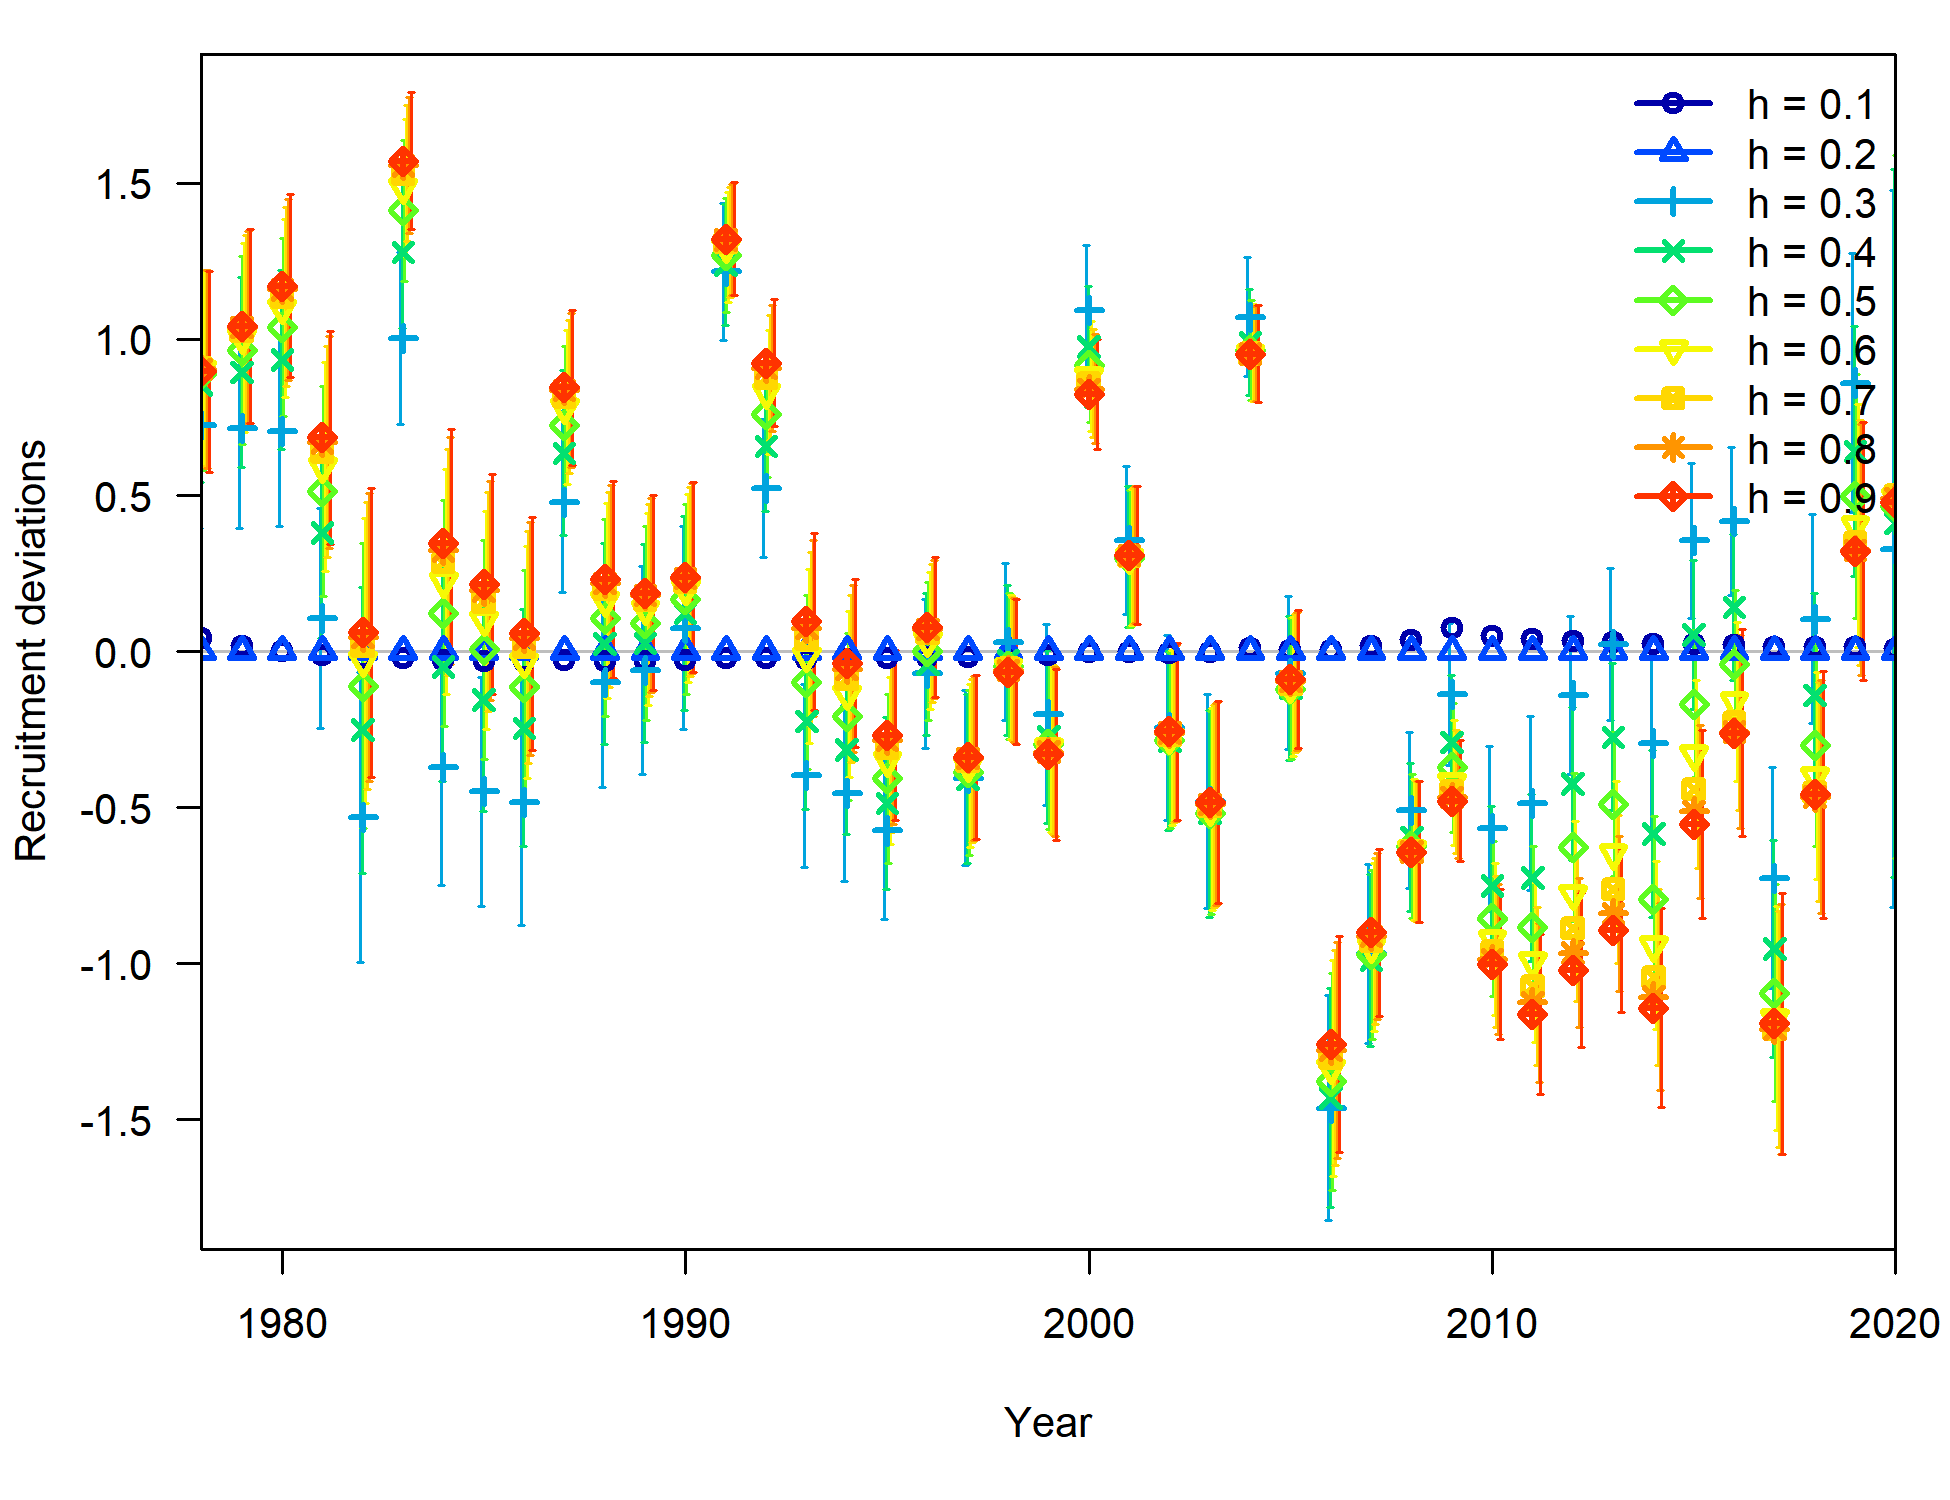 h = 0.1
h = 0.2
h = 0.3
h = 0.4
h = 0.5
h = 0.6
h = 0.7
h = 0.8
h = 0.9
1.5
1.0
0.5
0.0
-0.5
-1.0
-1.5
Recruitment deviations
1980 1990 2000 2010 2020
Year